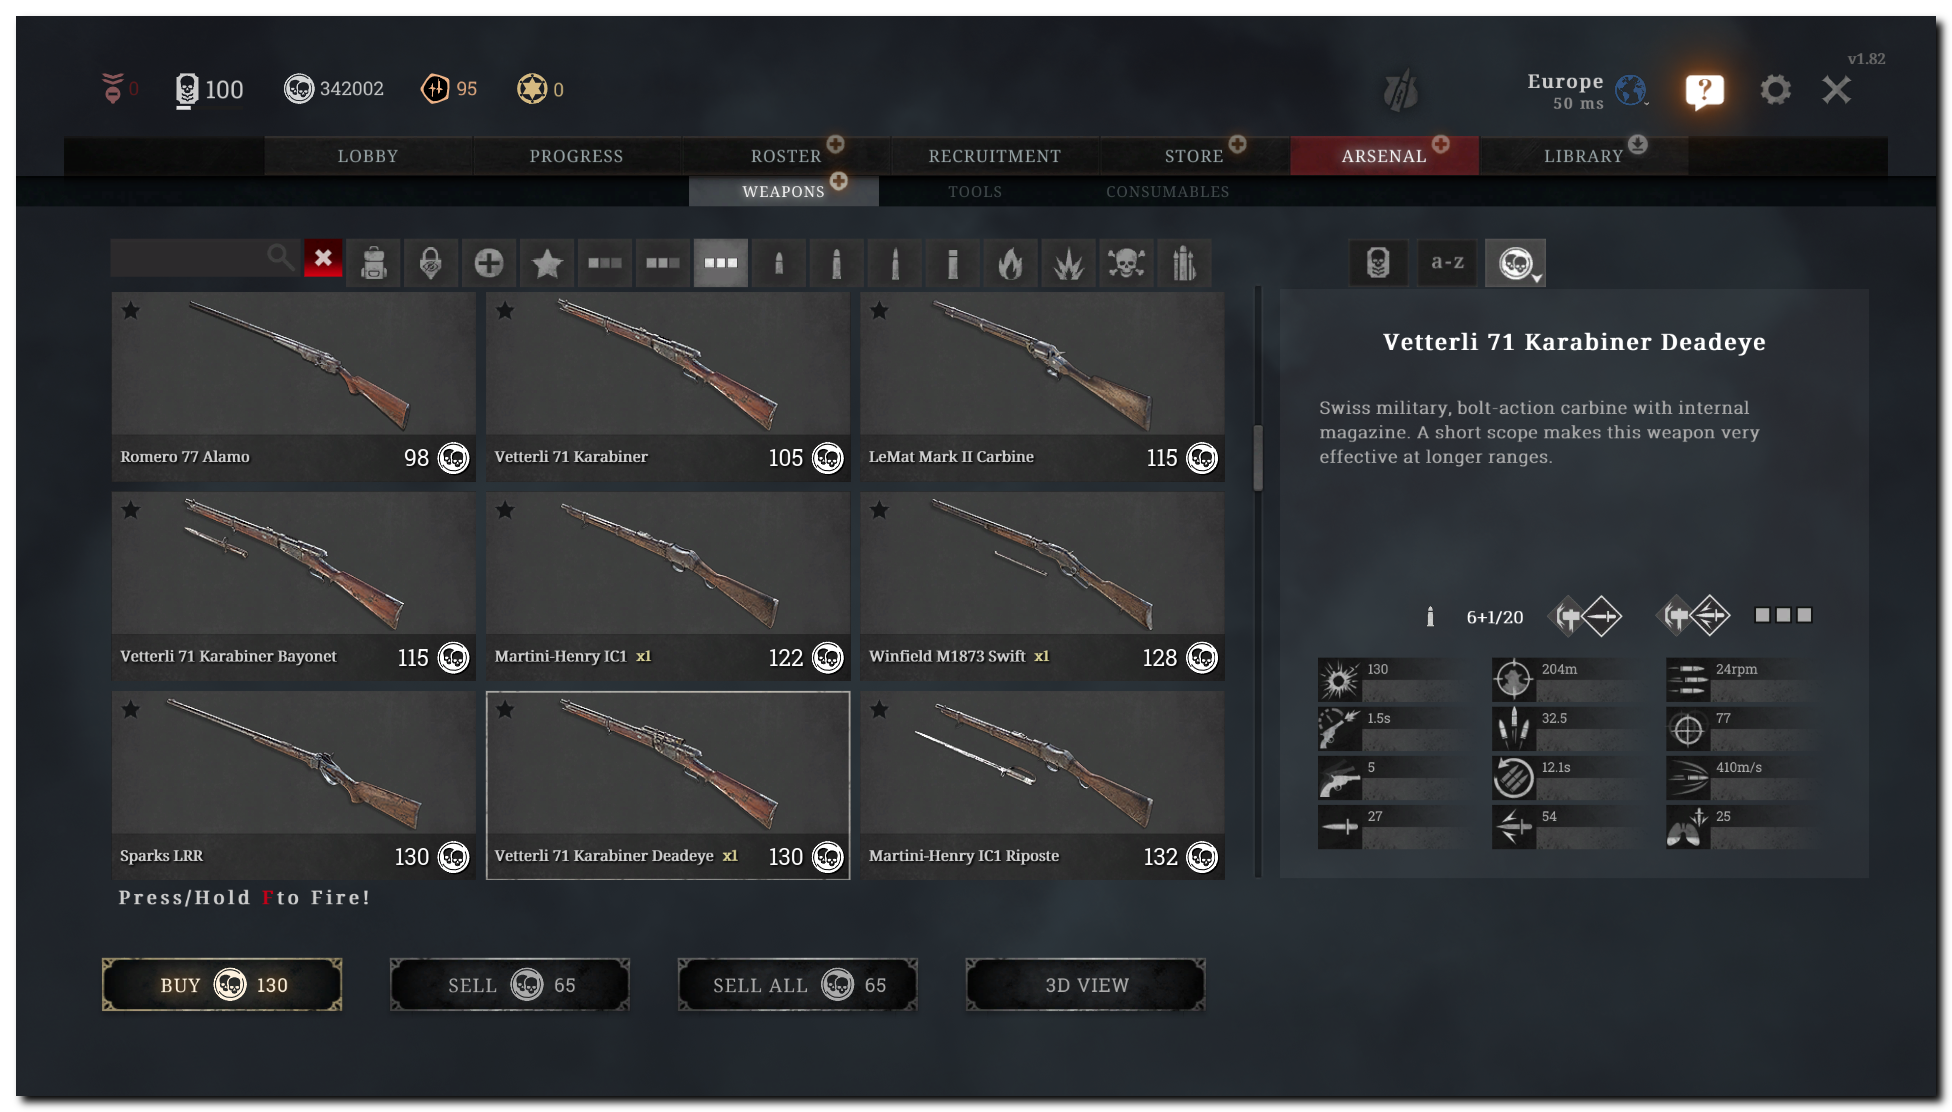 v1.82
0
100
342002
95
0
Europe
50 ms
?
LOBBY
PROGRESS
ROSTER
RECRUITMENT
STORE
ARSENAL
LIBRARY
WEAPONS
TOOLS
CONSUMABLES
a-z
Romero 77 Alamo
98
Vetterli 71 Karabiner
105
LeMat Mark II Carbine
115
Vetterli 71 Karabiner Bayonet
115
Martini-Henry IC1 x1
122
Winfield M1873 Swift x1
128
Sparks LRR
130
Vetterli 71 Karabiner Deadeye x1
130
Martini-Henry IC1 Riposte
132
Press/Hold F to Fire!
BUY 130
SELL 65
SELL ALL 65
3D VIEW
Vetterli 71 Karabiner Deadeye
Swiss military, bolt-action carbine with internal
magazine. A short scope makes this weapon very
effective at longer ranges.
6+1/20
130
204m
24rpm
1.5s
32.5
77
5
12.1s
410m/s
27
54
25